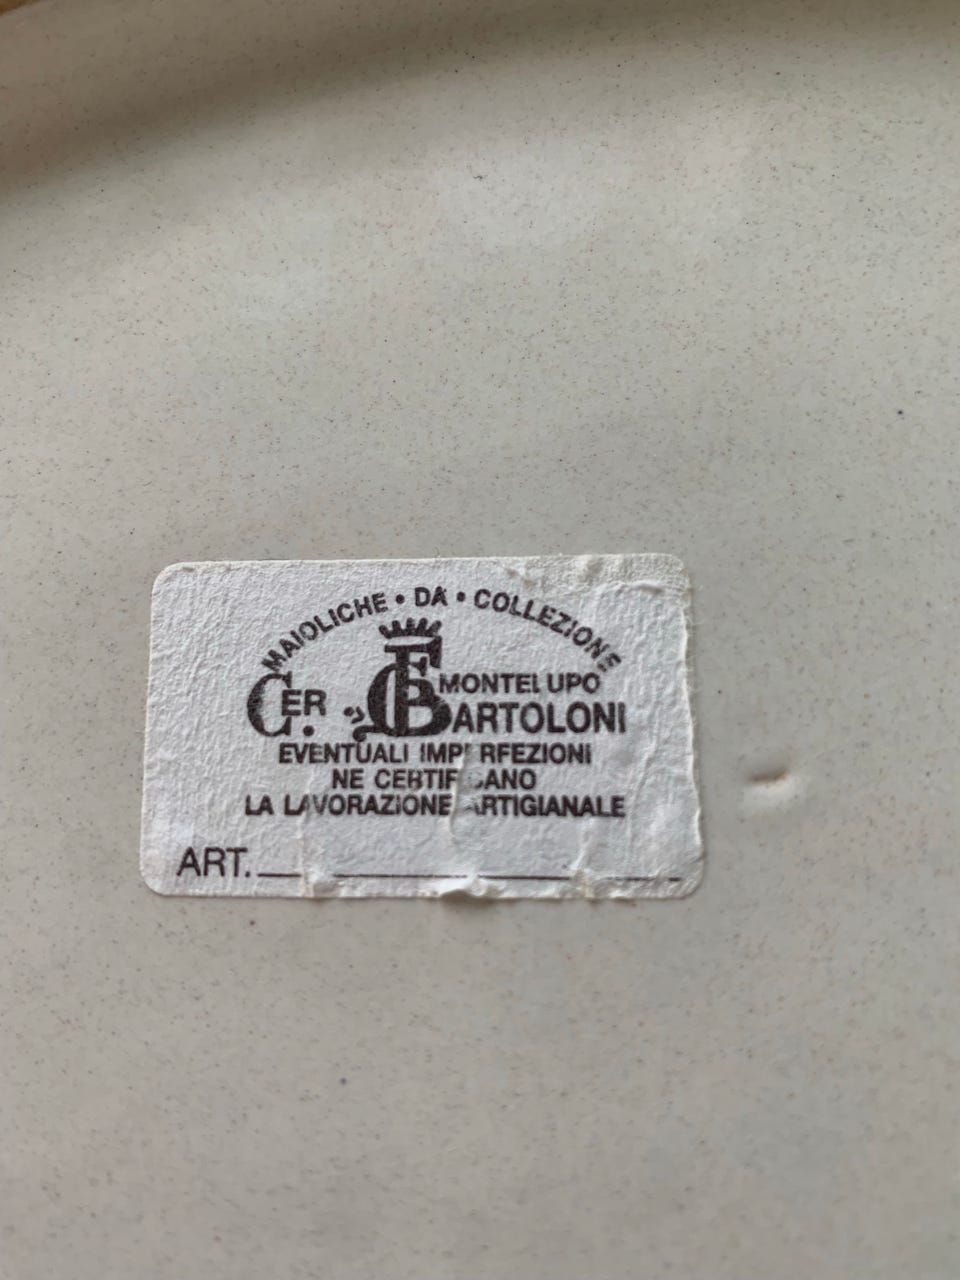 MAIOLICHE • DA • COLLEZIONE
CER. MONTELUPO
BARTOLONI
EVENTUALI IMPERFEZIONI
NE CERTIFICANO
LA LAVORAZIONE ARTIGIANALE
ART.